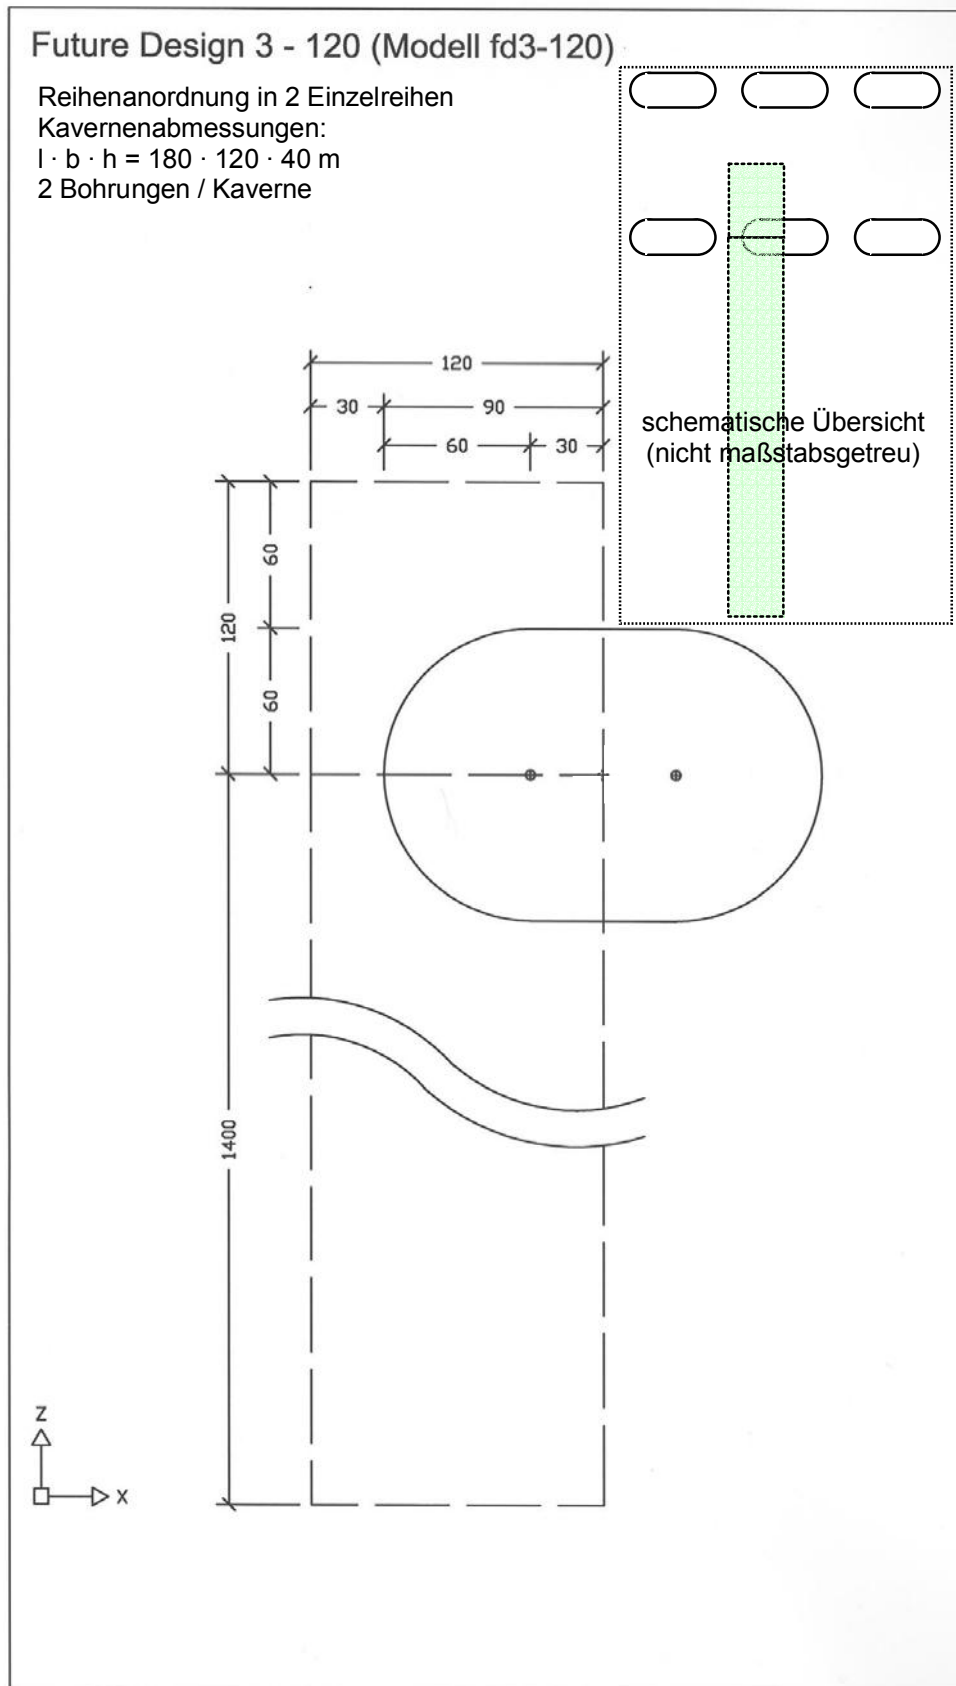 Future Design 3 - 120 (Modell fd3-120)
Reihenanordnung in 2 Einzelreihen
Kavernenabmessungen:
l · b · h = 180 · 120 · 40 m
2 Bohrungen / Kaverne
120
30
90
60
30
schematische Übersicht
(nicht maßstabsgetreu)
60
120
60
1400
Z
X